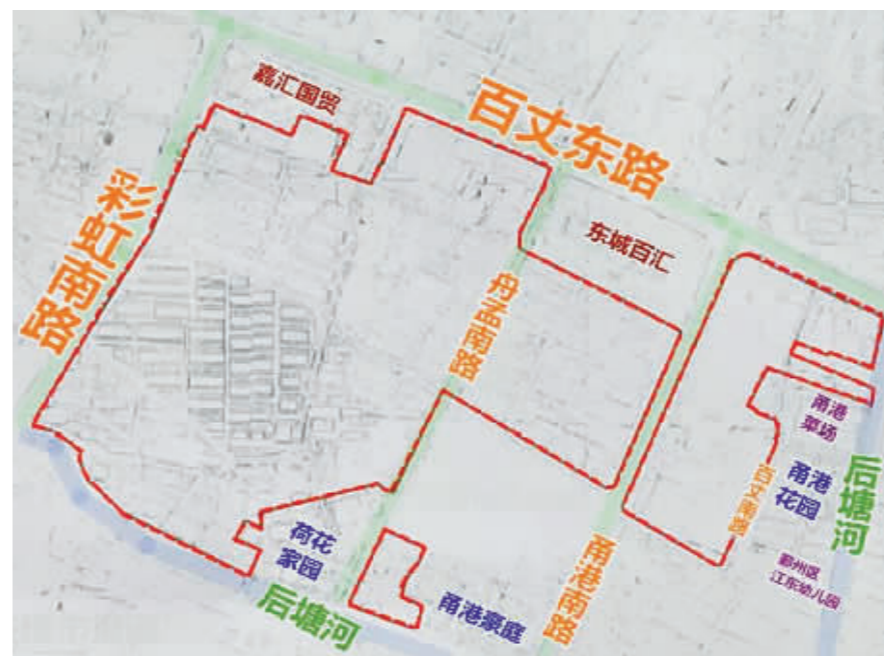 嘉汇国贸
百丈东路
彩虹南路
东城百汇
舟孟南路
甬港
菜场
甬港
花园
百丈南路
后塘河
荷花
家园
鄞州区
江东幼儿园
甬港南路
后塘河
甬港豪庭